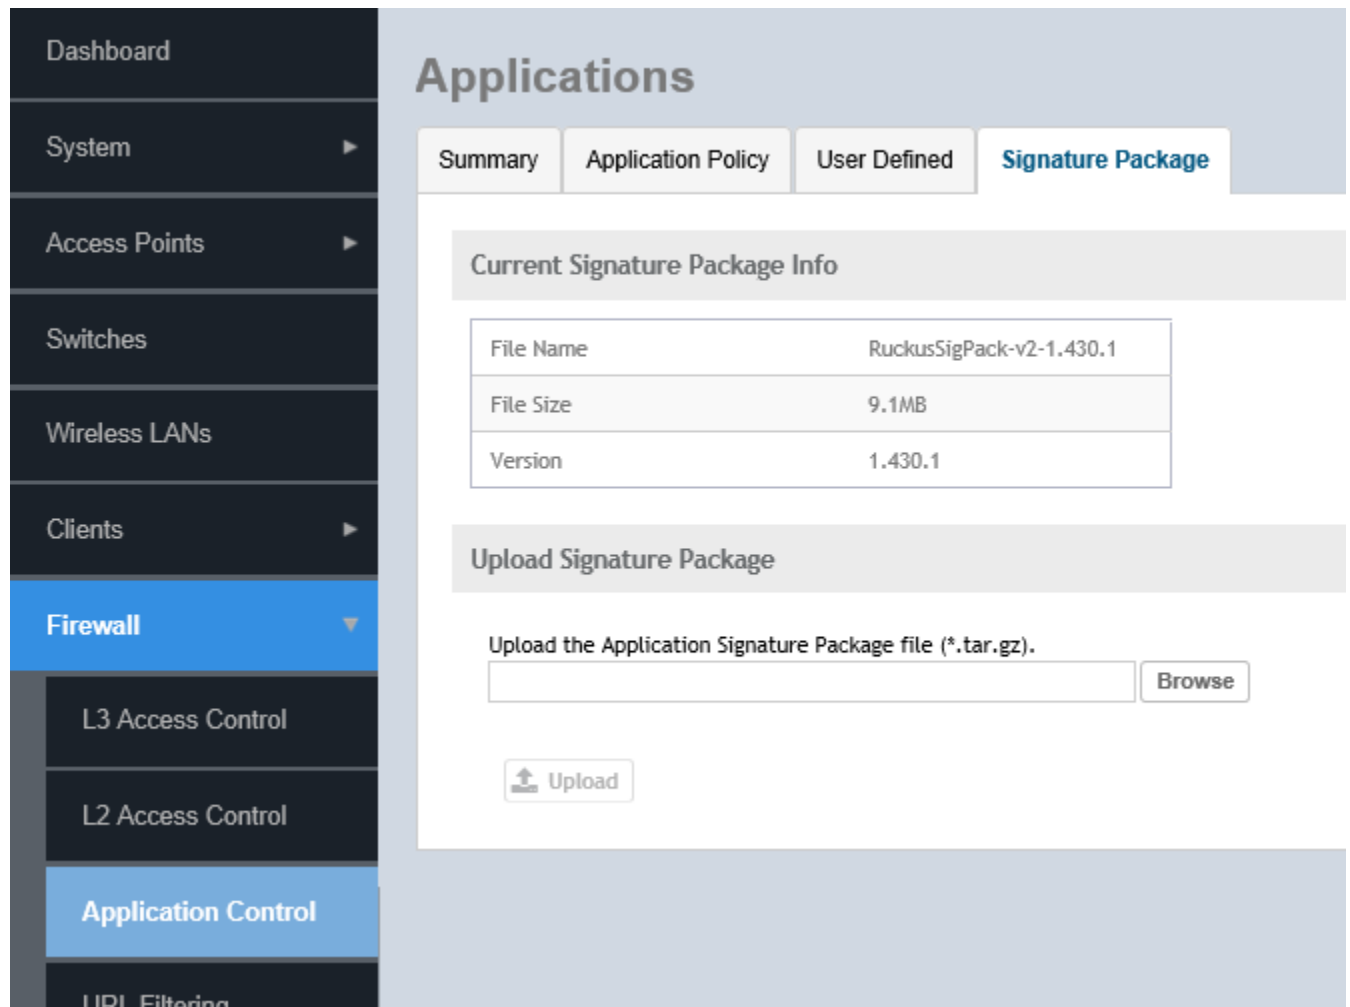 Dashboard
System
Access Points
Switches
Wireless LANs
Clients
Firewall
L3 Access Control
L2 Access Control
Application Control
URL Filtering
Applications
Summary Application Policy User Defined Signature Package
Current Signature Package Info
File Name RuckusSigPack-v2-1.430.1
File Size 9.1MB
Version 1.430.1
Upload Signature Package
Upload the Application Signature Package file (*.tar.gz).
Browse
Upload